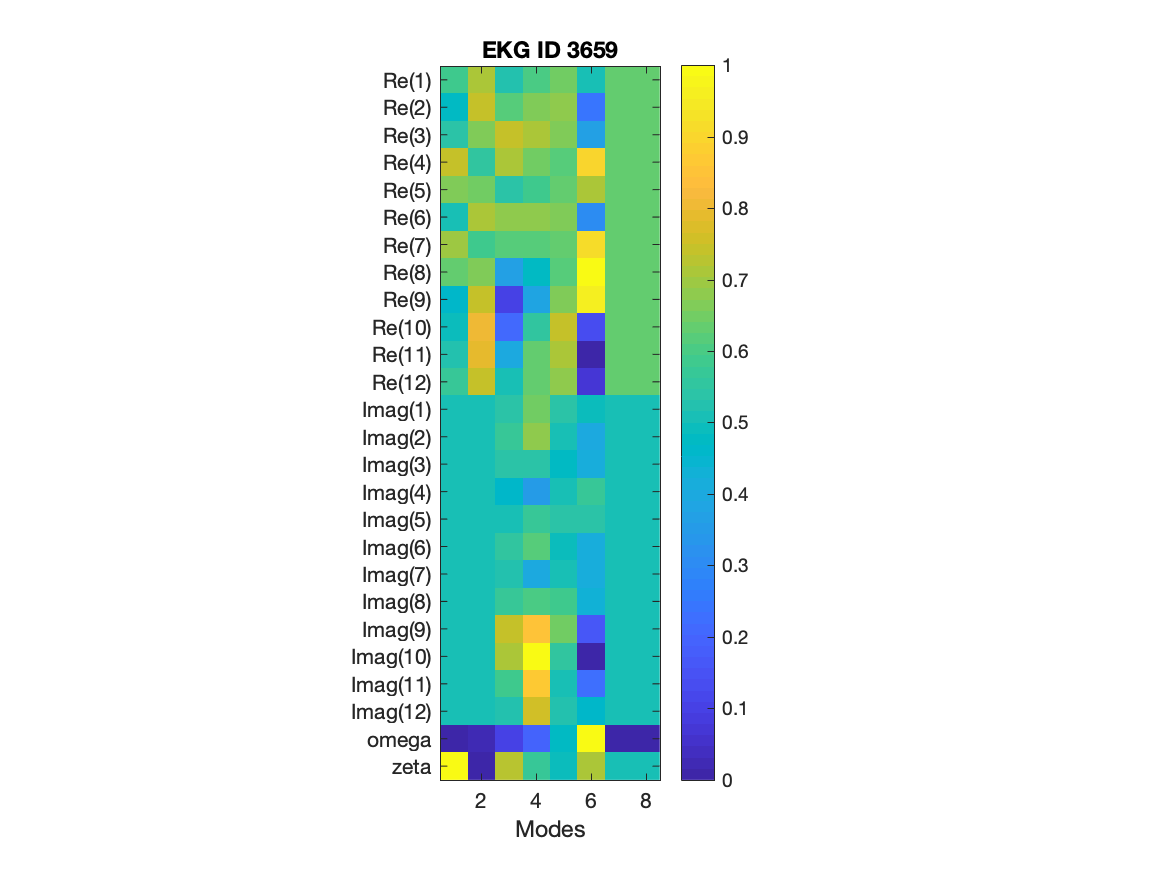 EKG ID 3659
Re(1)
Re(2)
Re(3)
Re(4)
Re(5)
Re(6)
Re(7)
Re(8)
Re(9)
Re(10)
Re(11)
Re(12)
Imag(1)
Imag(2)
Imag(3)
Imag(4)
Imag(5)
Imag(6)
Imag(7)
Imag(8)
Imag(9)
Imag(10)
Imag(11)
Imag(12)
omega
zeta
2 4 6 8
Modes
1
0.9
0.8
0.7
0.6
0.5
0.4
0.3
0.2
0.1
0